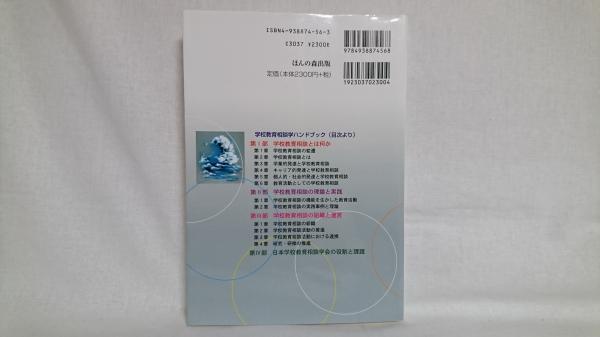 ISBN4-938874-56-3
C3037 ¥2300E
ほんの森出版
定価(本体2300円+税)
9784938874568
1923037023004
学校教育相談学ハンドブック(目次より)
第Ⅰ部 学校教育相談とは何か
第1章 学校教育相談の変遷
第2章 学校教育相談とは
第3章 学業的発達と学校教育相談
第4章 キャリア的発達と学校教育相談
第5章 個人的・社会的発達と学校教育相談
第6章 教育活動としての学校教育相談
第Ⅱ部 学校教育相談の理論と実践
第1章 学校教育相談の機能を生かした教育活動
第2章 学校教育相談の実践事例と理論
第Ⅲ部 学校教育相談の組織と運営
第1章 学校教育相談の組織
第2章 学校教育相談活動の推進
第3章 学校教育相談活動における連携
第4章 研究・研修の推進
第Ⅳ部 日本学校教育相談学会の役割と課題